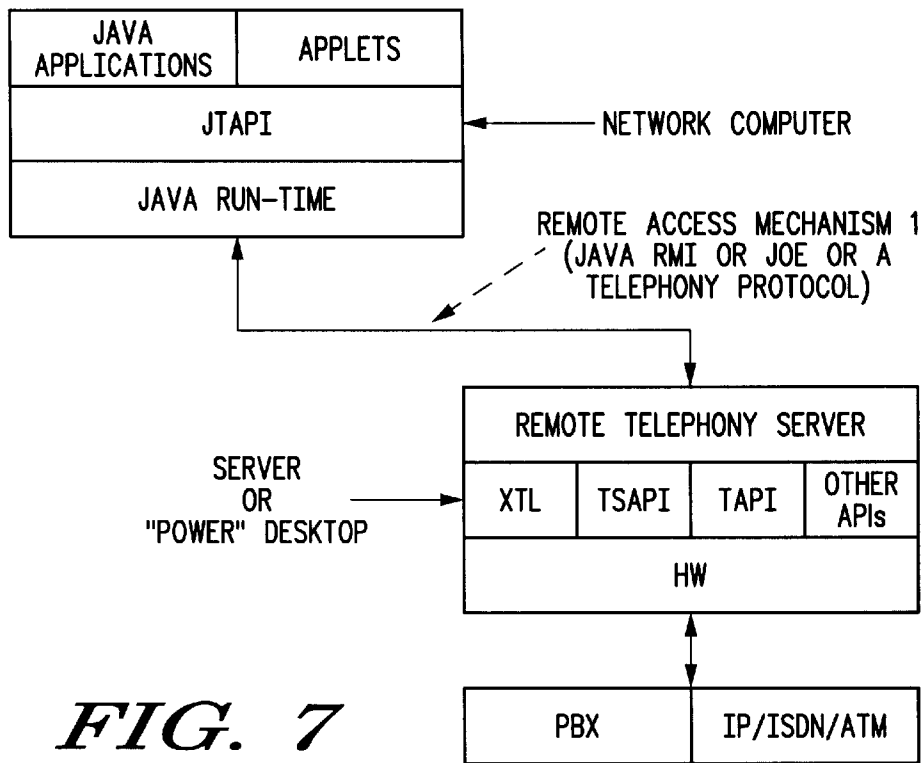 JAVA
APPLICATIONS
APPLETS
JTAPI
NETWORK COMPUTER
JAVA RUN-TIME
REMOTE ACCESS MECHANISM 1
(JAVA RMI OR JOE OR A
TELEPHONY PROTOCOL)
REMOTE TELEPHONY SERVER
SERVER
OR
"POWER" DESKTOP
XTL
TSAPI
TAPI
OTHER
APIs
HW
PBX
IP/ISDN/ATM
FIG. 7